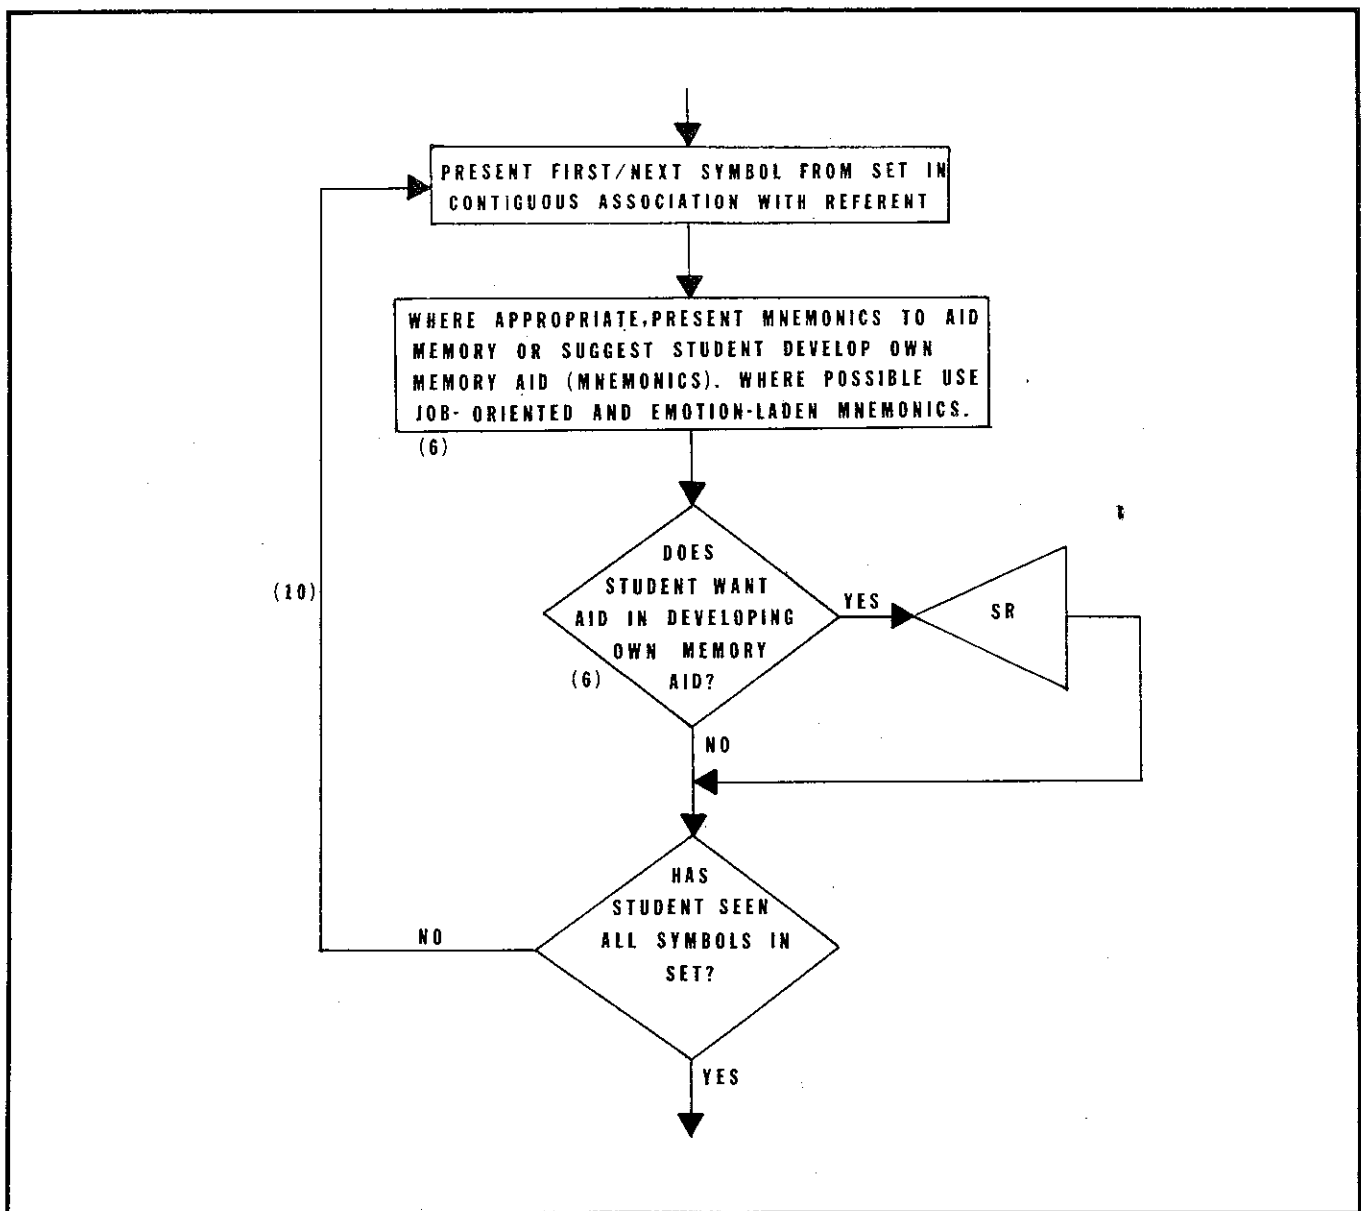 PRESENT FIRST/NEXT SYMBOL FROM SET IN
CONTIGUOUS ASSOCIATION WITH REFERENT
WHERE APPROPRIATE, PRESENT MNEMONICS TO AID
MEMORY OR SUGGEST STUDENT DEVELOP OWN
MEMORY AID (MNEMONICS). WHERE POSSIBLE USE
JOB- ORIENTED AND EMOTION-LADEN MNEMONICS.
(6)
DOES
STUDENT WANT
AID IN DEVELOPING
OWN MEMORY
AID?
(6)
YES
SR
(10)
NO
HAS
STUDENT SEEN
ALL SYMBOLS IN
SET?
NO
YES